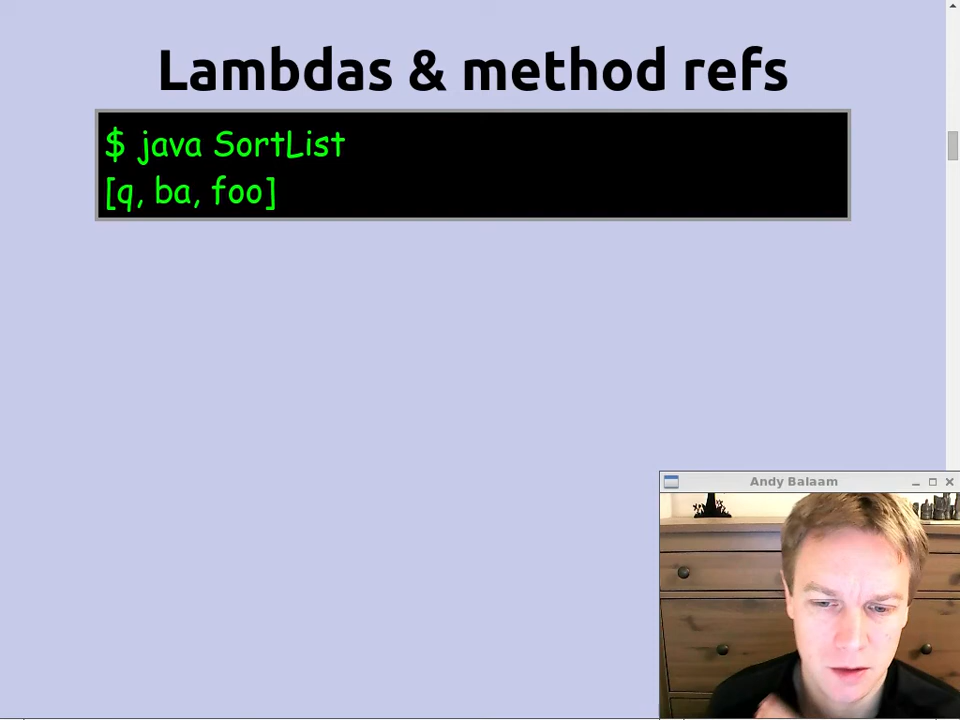 Lambdas & method refs
$ java SortList
[q, ba, foo]
Andy Balaam